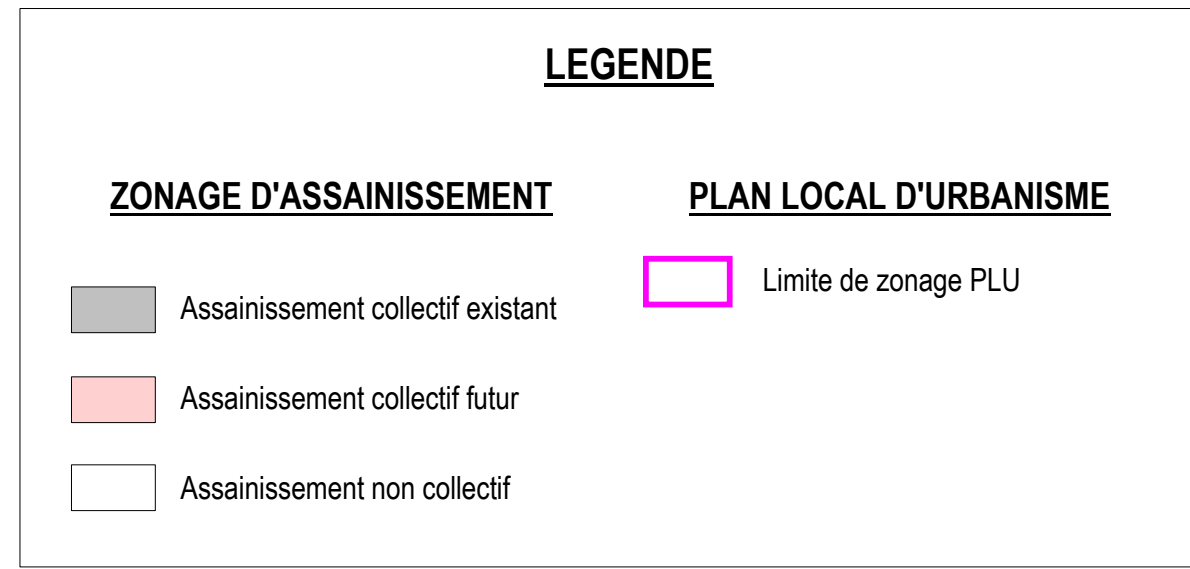 LEGENDE
ZONAGE D'ASSAINISSEMENT
Assainissement collectif existant
Assainissement collectif futur
Assainissement non collectif
PLAN LOCAL D'URBANISME
Limite de zonage PLU